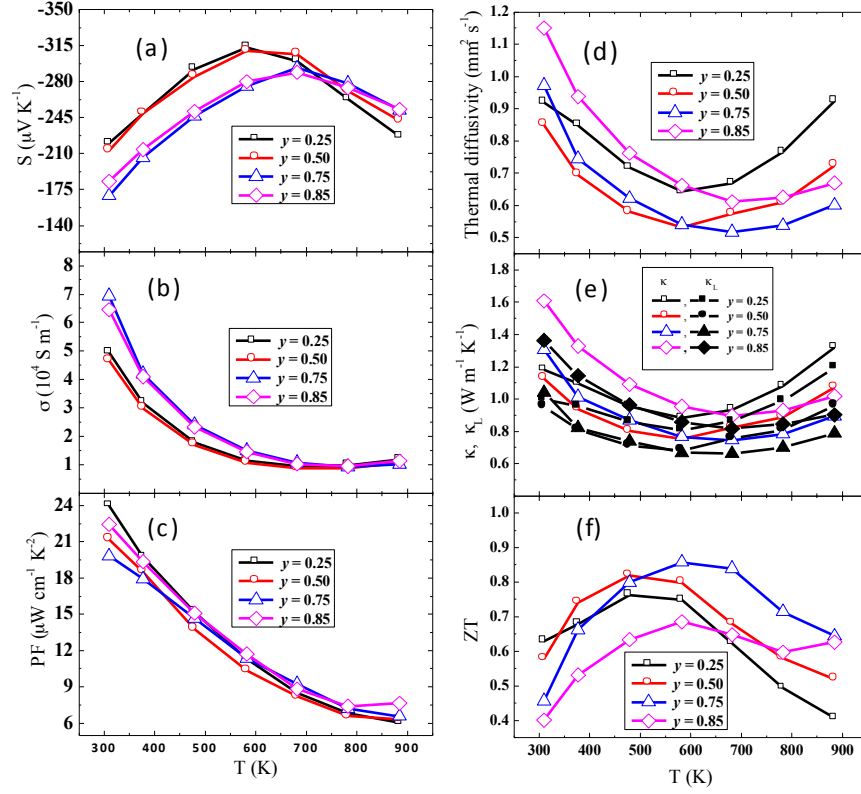 (a)
S (μV K⁻¹)
-350
-315
-280
-245
-210
-175
-140
y = 0.25
y = 0.50
y = 0.75
y = 0.85
(b)
σ (10⁴ S m⁻¹)
8
7
6
5
4
3
2
1
y = 0.25
y = 0.50
y = 0.75
y = 0.85
(c)
PF (μW cm⁻¹ K⁻²)
24
21
18
15
12
9
6
y = 0.25
y = 0.50
y = 0.75
y = 0.85
300 400 500 600 700 800 900
T (K)
(d)
Thermal diffusivity (mm² s⁻¹)
1.2
1.1
1.0
0.9
0.8
0.7
0.6
0.5
y = 0.25
y = 0.50
y = 0.75
y = 0.85
300 400 500 600 700 800 900
(e)
κ, κL (W m⁻¹ K⁻¹)
1.8
1.6
1.4
1.2
1.0
0.8
0.6
κ κL
, y = 0.25
, y = 0.50
, y = 0.75
, y = 0.85
(f)
ZT
0.9
0.8
0.7
0.6
0.5
0.4
y = 0.25
y = 0.50
y = 0.75
y = 0.85
300 400 500 600 700 800 900
T (K)